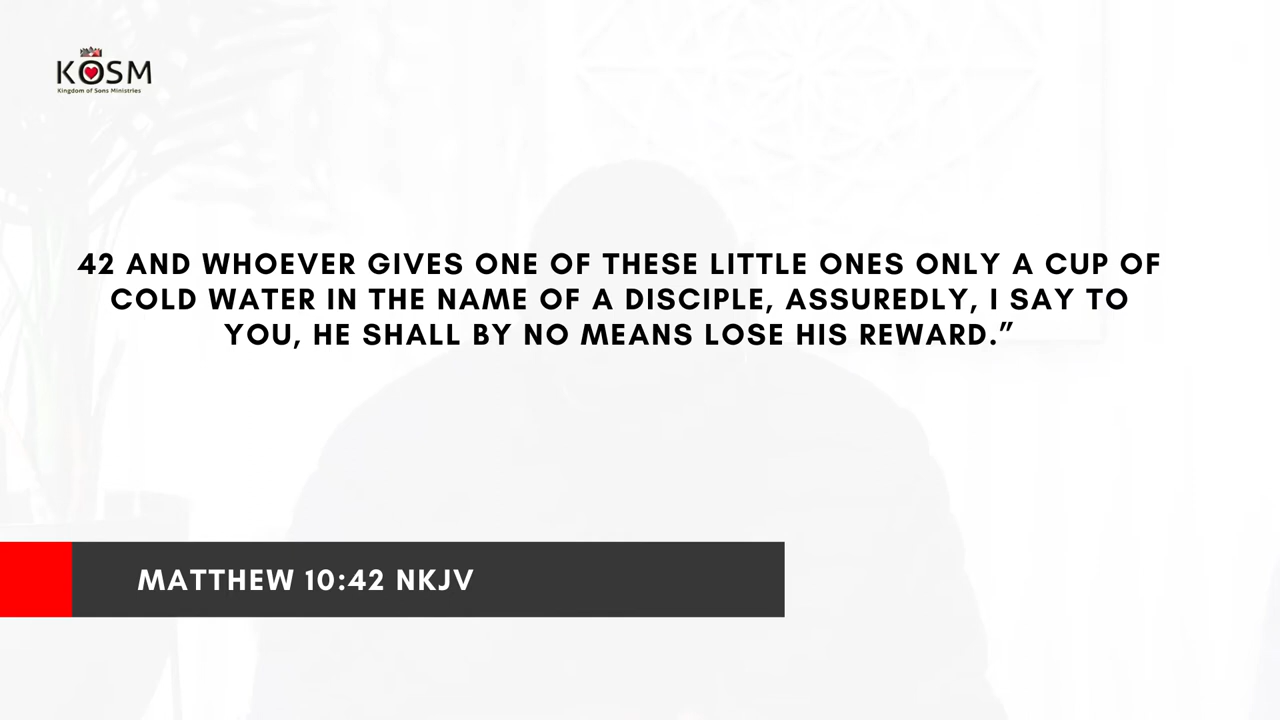 KOSM
Kingdom of Sons Ministries
42 AND WHOEVER GIVES ONE OF THESE LITTLE ONES ONLY A CUP OF
COLD WATER IN THE NAME OF A DISCIPLE, ASSUREDLY, I SAY TO
YOU, HE SHALL BY NO MEANS LOSE HIS REWARD.”
MATTHEW 10:42 NKJV